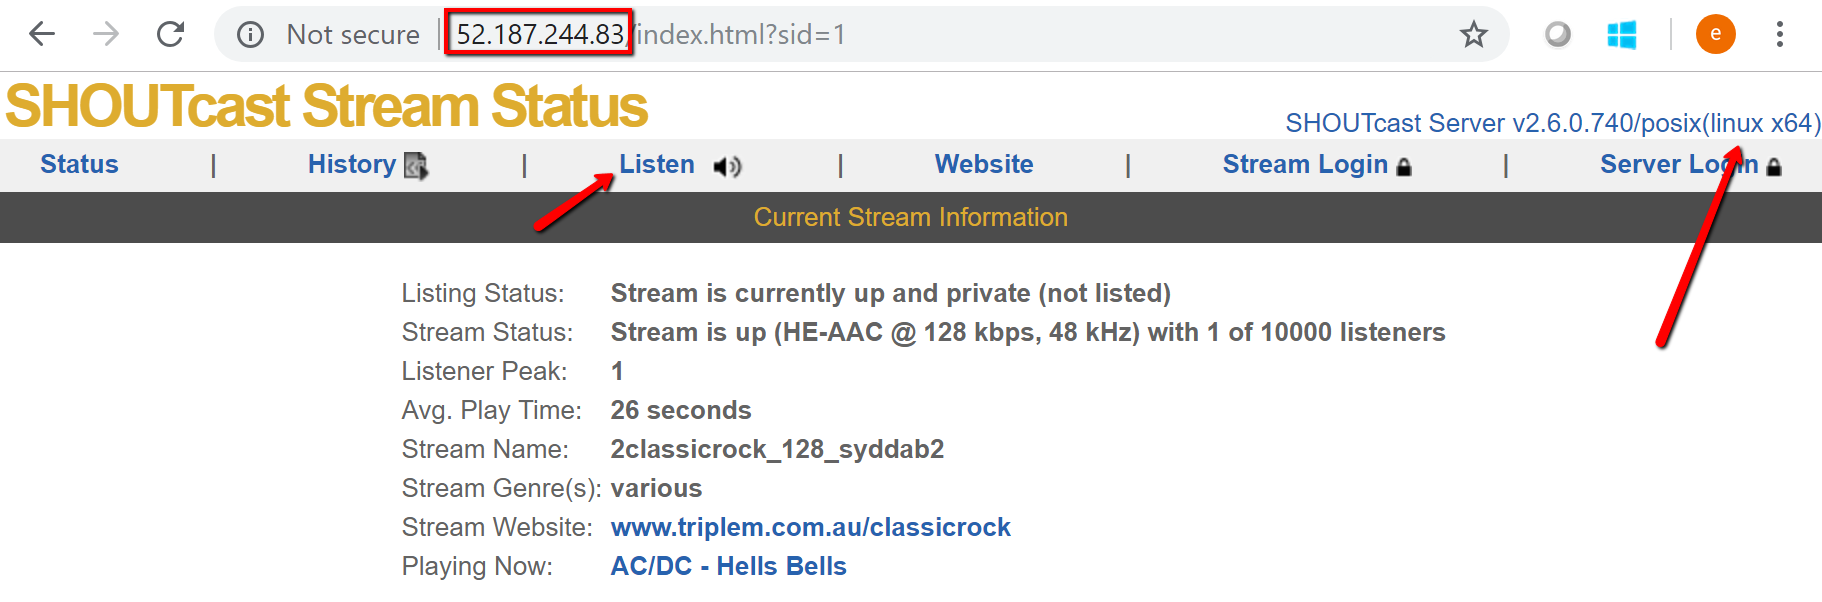 Not secure | 52.187.244.83/index.html?sid=1 e
SHOUTcast Stream Status
SHOUTcast Server v2.6.0.740/posix(linux x64)
Status | History | Listen | Website | Stream Login | Server Login
Current Stream Information
Listing Status: Stream is currently up and private (not listed)
Stream Status: Stream is up (HE-AAC @ 128 kbps, 48 kHz) with 1 of 10000 listeners
Listener Peak: 1
Avg. Play Time: 26 seconds
Stream Name: 2classicrock_128_syddab2
Stream Genre(s): various
Stream Website: www.triplem.com.au/classicrock
Playing Now: AC/DC - Hells Bells